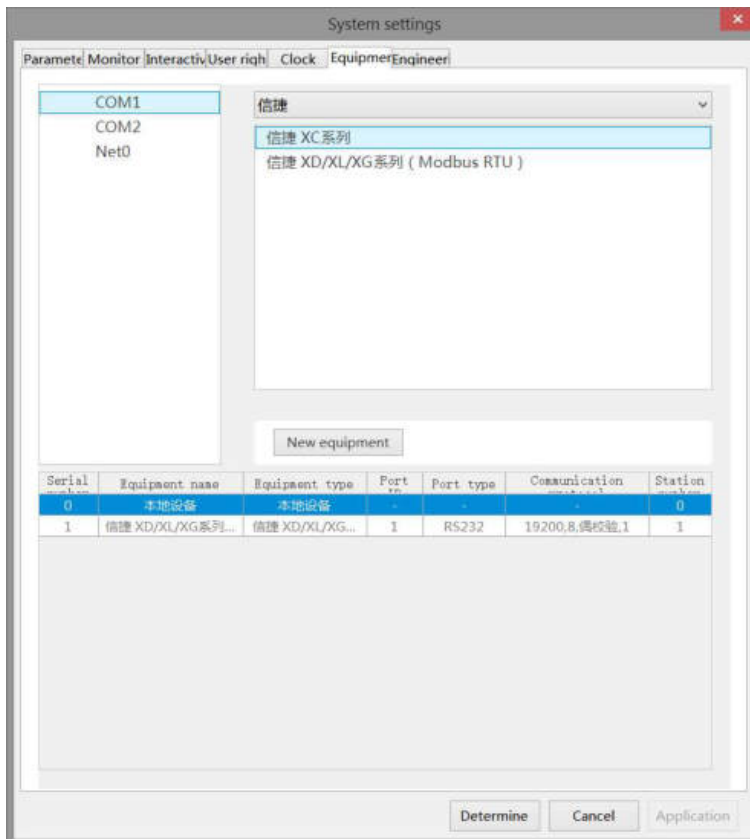 System settings
Paramete Monitor Interactiv User righ Clock Equipmer Engineer
COM1
COM2
Net0
信捷
信捷 XC系列
信捷 XD/XL/XG系列 ( Modbus RTU )
New equipment
Serial Equipment name Equipment type Port Port type Communication Station
0 本地设备 本地设备 - - - 0
1 信捷 XD/XL/XG系列... 信捷 XD/XL/XG... 1 RS232 19200,8,偶校验,1 1
Determine Cancel Application